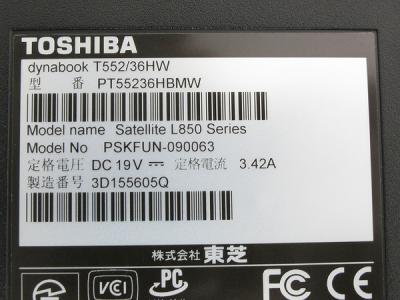 TOSHIBA
dynabook T552/36HW
型 番 PT55236HBMW
Model name Satellite L850 Series
Model No PSKFUN-090063
定格電圧 DC 19V 定格電流 3.42A
製造番号 3D155605Q
株式会社 東芝
VCI PC FC CE